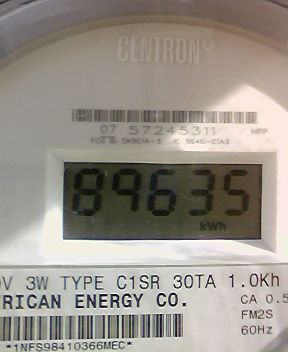 CENTRON®
07 57245311
89635
kWh
V 3W TYPE C1SR 30TA 1.0Kh
RICAN ENERGY CO.
CA 0.5
FM2S
60Hz
*1NFS98410366MEC*